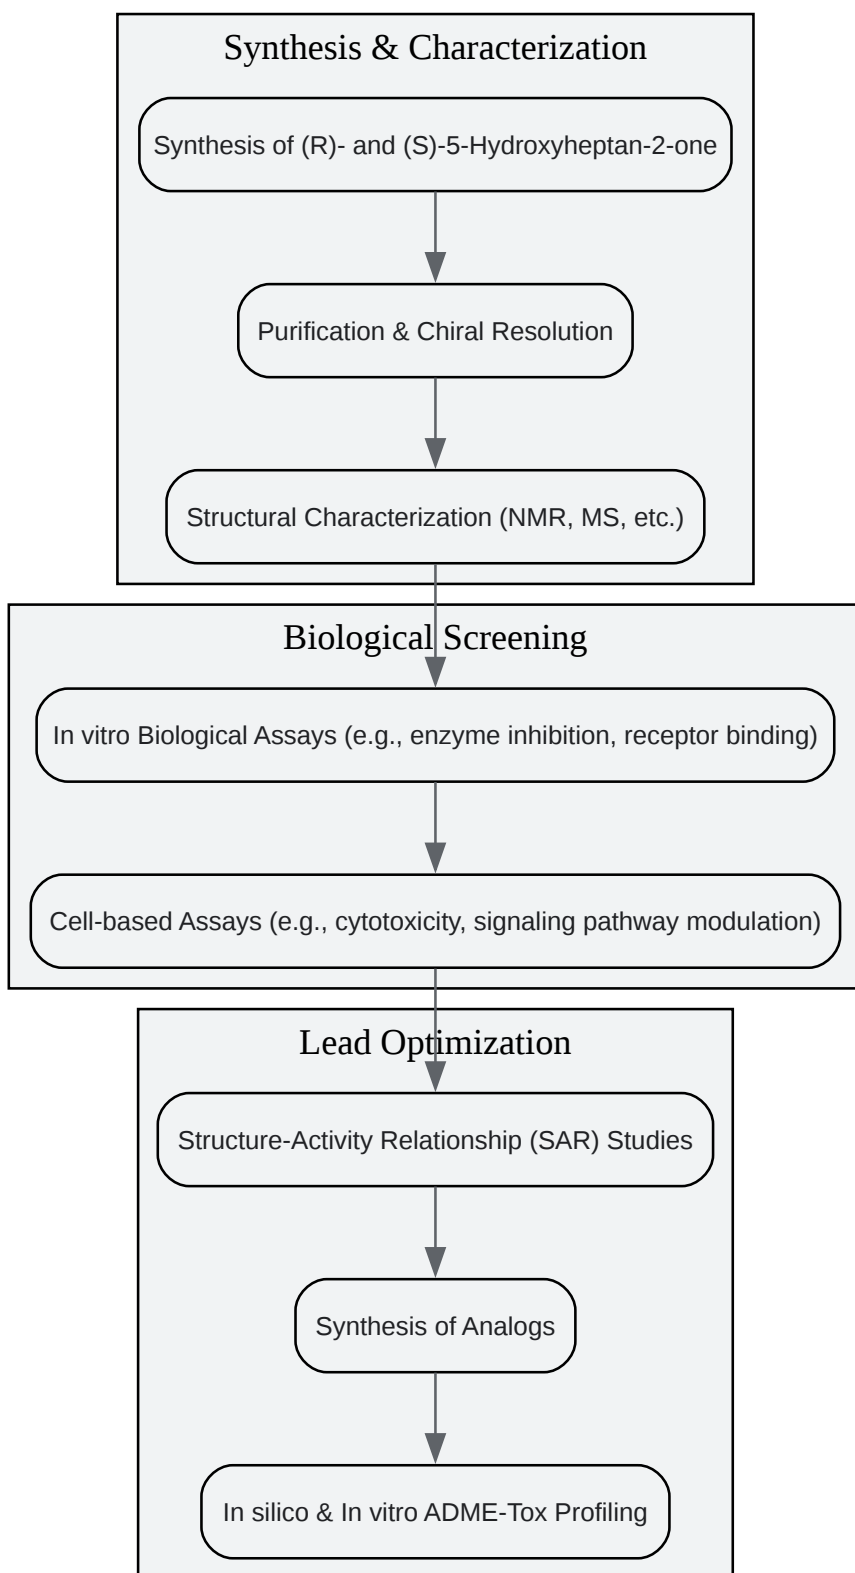 Synthesis & Characterization
Synthesis of (R)- and (S)-5-Hydroxyheptan-2-one
Purification & Chiral Resolution
Structural Characterization (NMR, MS, etc.)
Biological Screening
In vitro Biological Assays (e.g., enzyme inhibition, receptor binding)
Cell-based Assays (e.g., cytotoxicity, signaling pathway modulation)
Lead Optimization
Structure-Activity Relationship (SAR) Studies
Synthesis of Analogs
In silico & In vitro ADME-Tox Profiling